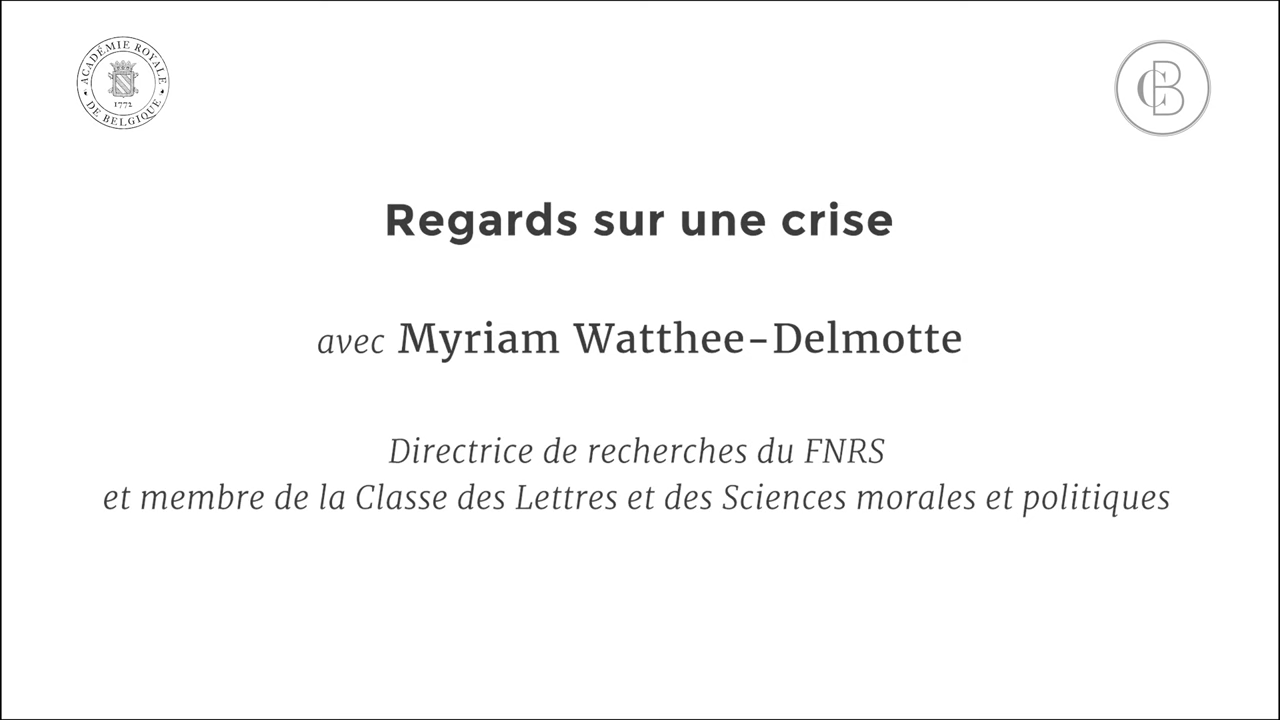 ACADÉMIE ROYALE
DE BELGIQUE
1772
CB
Regards sur une crise
avec Myriam Watthee-Delmotte
Directrice de recherches du FNRS
et membre de la Classe des Lettres et des Sciences morales et politiques